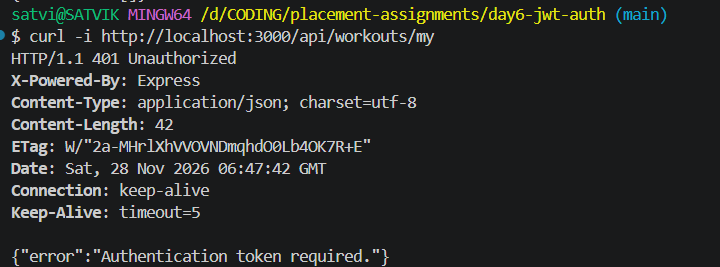 satvi@SATVIK MINGW64 /d/CODING/placement-assignments/day6-jwt-auth (main)
$ curl -i http://localhost:3000/api/workouts/my
HTTP/1.1 401 Unauthorized
X-Powered-By: Express
Content-Type: application/json; charset=utf-8
Content-Length: 42
ETag: W/"2a-MHrlXhVVOVNDmqhdO0Lb4OK7R+E"
Date: Sat, 28 Nov 2026 06:47:42 GMT
Connection: keep-alive
Keep-Alive: timeout=5
{"error":"Authentication token required."}